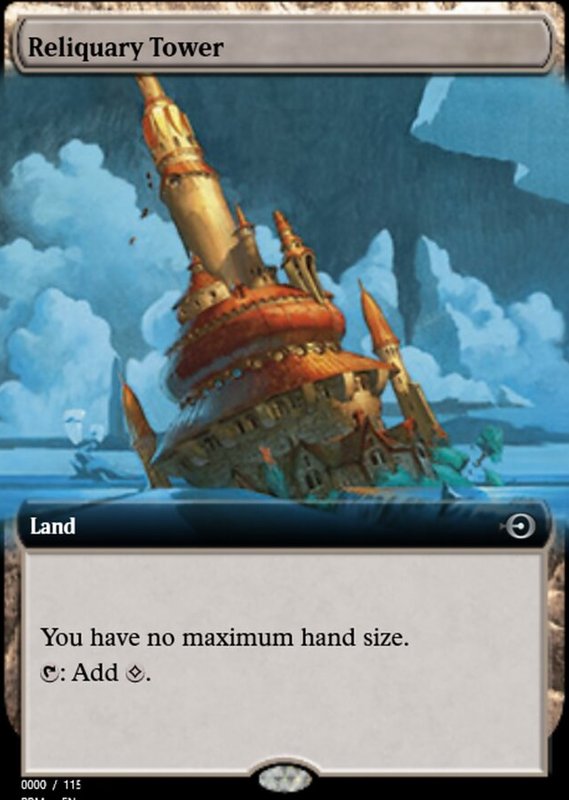 Reliquary Tower
Land
You have no maximum hand size.
: Add .
0000 / 115